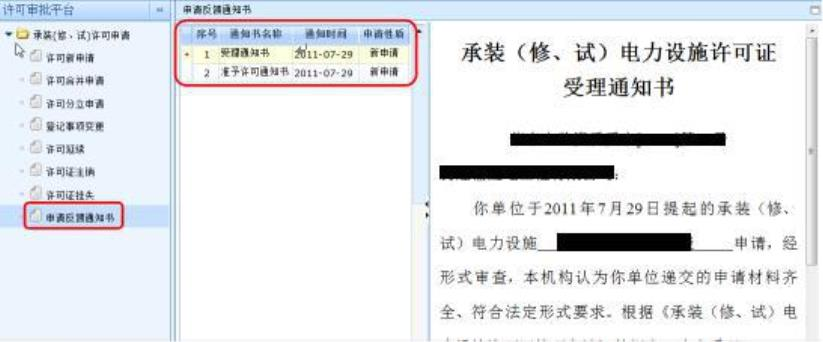 许可审批平台
承装(修、试)许可申请
许可新申请
许可合并申请
许可分立申请
登记事项变更
许可延续
许可证注销
许可证挂失
申请反馈通知书
申请反馈通知书
序号 通知书名称 通知时间 申请性质
1 受理通知书 2011-07-29 新申请
2 准予许可通知书 2011-07-29 新申请
承装（修、试）电力设施许可证
受理通知书
你单位于2011年7月29日提起的承装（修、
试）电力设施 申请，经
形式审查，本机构认为你单位递交的申请材料齐
全、符合法定形式要求。根据《承装（修、试）电